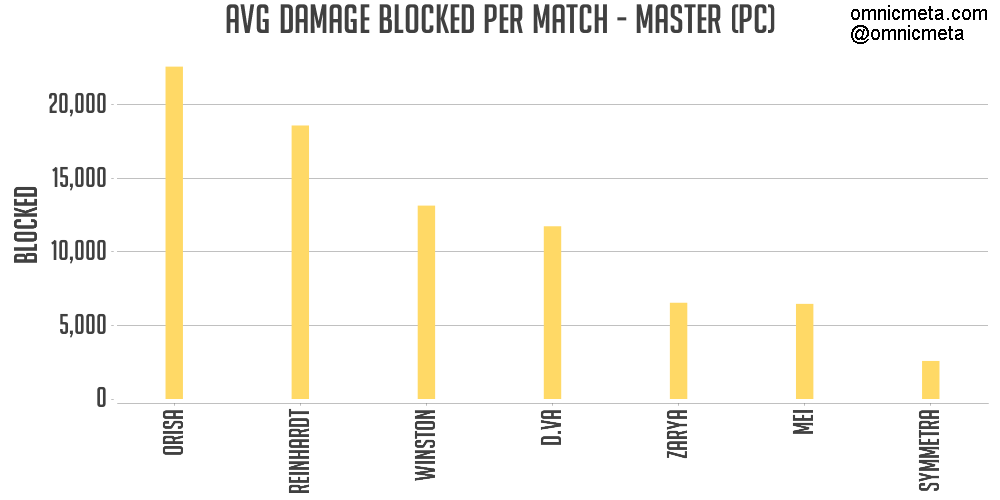 AVG DAMAGE BLOCKED PER MATCH - MASTER (PC)
omnicmeta.com
@omnicmeta
BLOCKED
20,000
15,000
10,000
5,000
0
ORISA
REINHARDT
WINSTON
D.VA
ZARYA
MEI
SYMMETRA